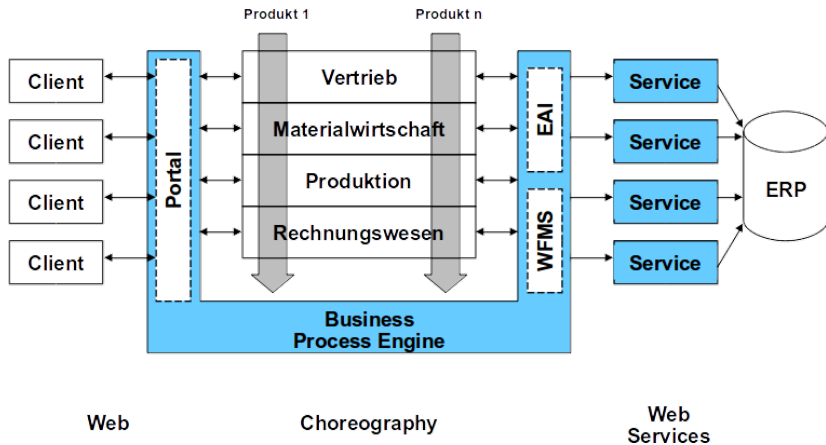 Produkt 1
Produkt n
Client
Client
Client
Client
Portal
Vertrieb
Materialwirtschaft
Produktion
Rechnungswesen
EAI
WFMS
Service
Service
Service
Service
ERP
Business
Process Engine
Web
Choreography
Web
Services